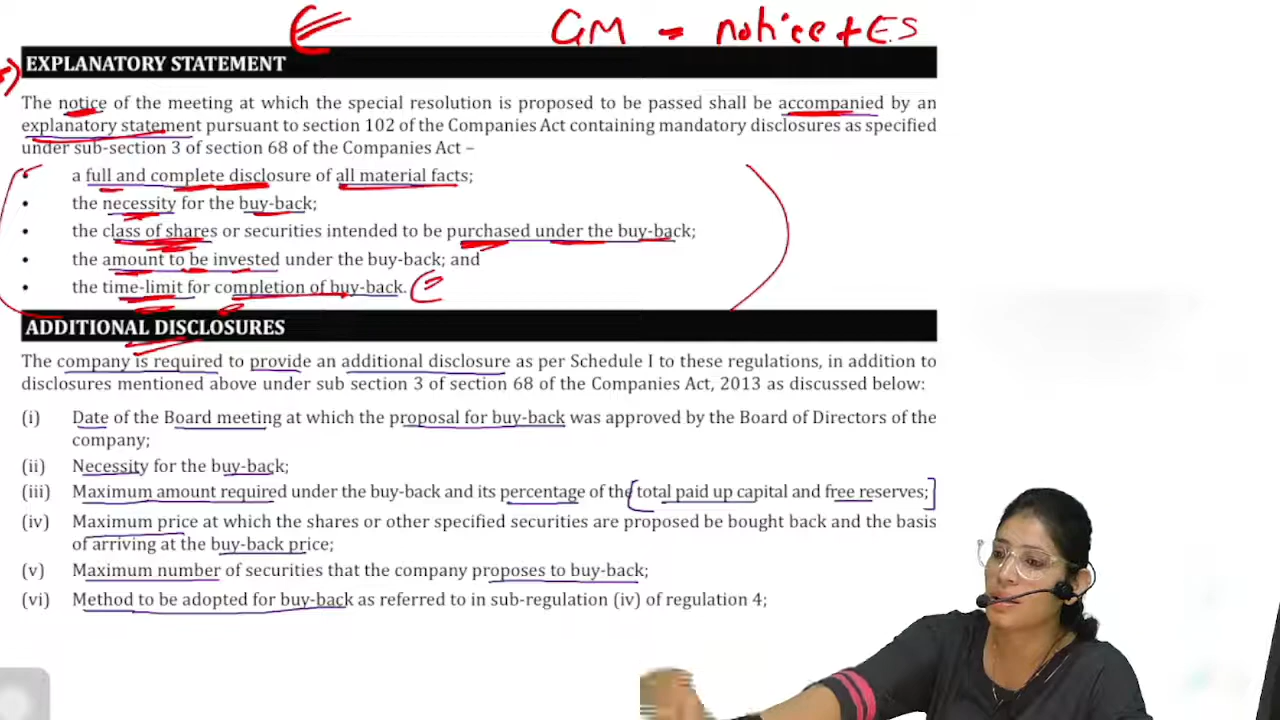 GM = notice + E.S
EXPLANATORY STATEMENT
The notice of the meeting at which the special resolution is proposed to be passed shall be accompanied by an
explanatory statement pursuant to section 102 of the Companies Act containing mandatory disclosures as specified
under sub-section 3 of section 68 of the Companies Act –
• a full and complete disclosure of all material facts;
• the necessity for the buy-back;
• the class of shares or securities intended to be purchased under the buy-back;
• the amount to be invested under the buy-back; and
• the time-limit for completion of buy-back.
ADDITIONAL DISCLOSURES
The company is required to provide an additional disclosure as per Schedule I to these regulations, in addition to
disclosures mentioned above under sub section 3 of section 68 of the Companies Act, 2013 as discussed below:
(i) Date of the Board meeting at which the proposal for buy-back was approved by the Board of Directors of the
company;
(ii) Necessity for the buy-back;
(iii) Maximum amount required under the buy-back and its percentage of the total paid up capital and free reserves;
(iv) Maximum price at which the shares or other specified securities are proposed be bought back and the basis
of arriving at the buy-back price;
(v) Maximum number of securities that the company proposes to buy-back;
(vi) Method to be adopted for buy-back as referred to in sub-regulation (iv) of regulation 4;